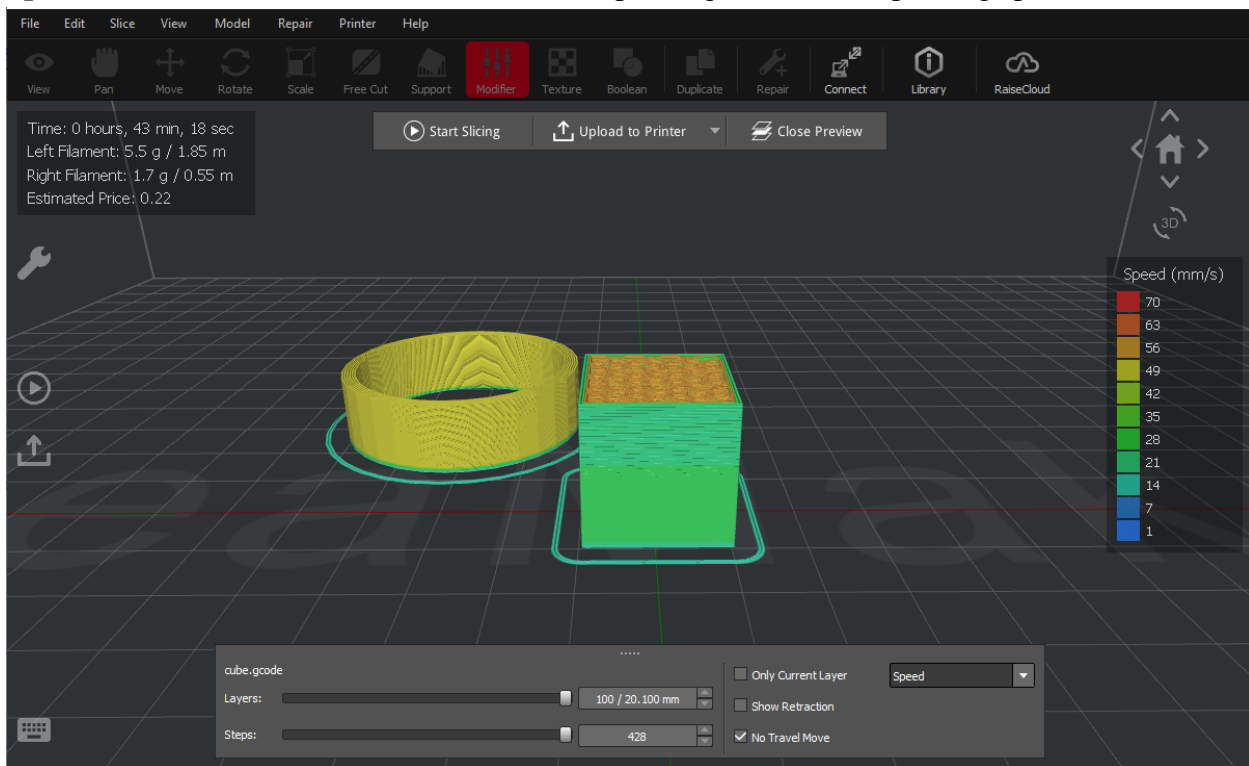 File Edit Slice View Model Repair Printer Help
View Pan Move Rotate Scale Free Cut Support Modifier Texture Boolean Duplicate Repair Connect Library RaiseCloud
Time: 0 hours, 43 min, 18 sec
Left Filament: 5.5 g / 1.85 m
Right Filament: 1.7 g / 0.55 m
Estimated Price: 0.22
Start Slicing Upload to Printer Close Preview
3D
Speed (mm/s)
70
63
56
49
42
35
28
21
14
7
1
cube.gcode
Layers: 100 / 20.100 mm
Steps: 428
Only Current Layer Speed
Show Retraction
No Travel Move